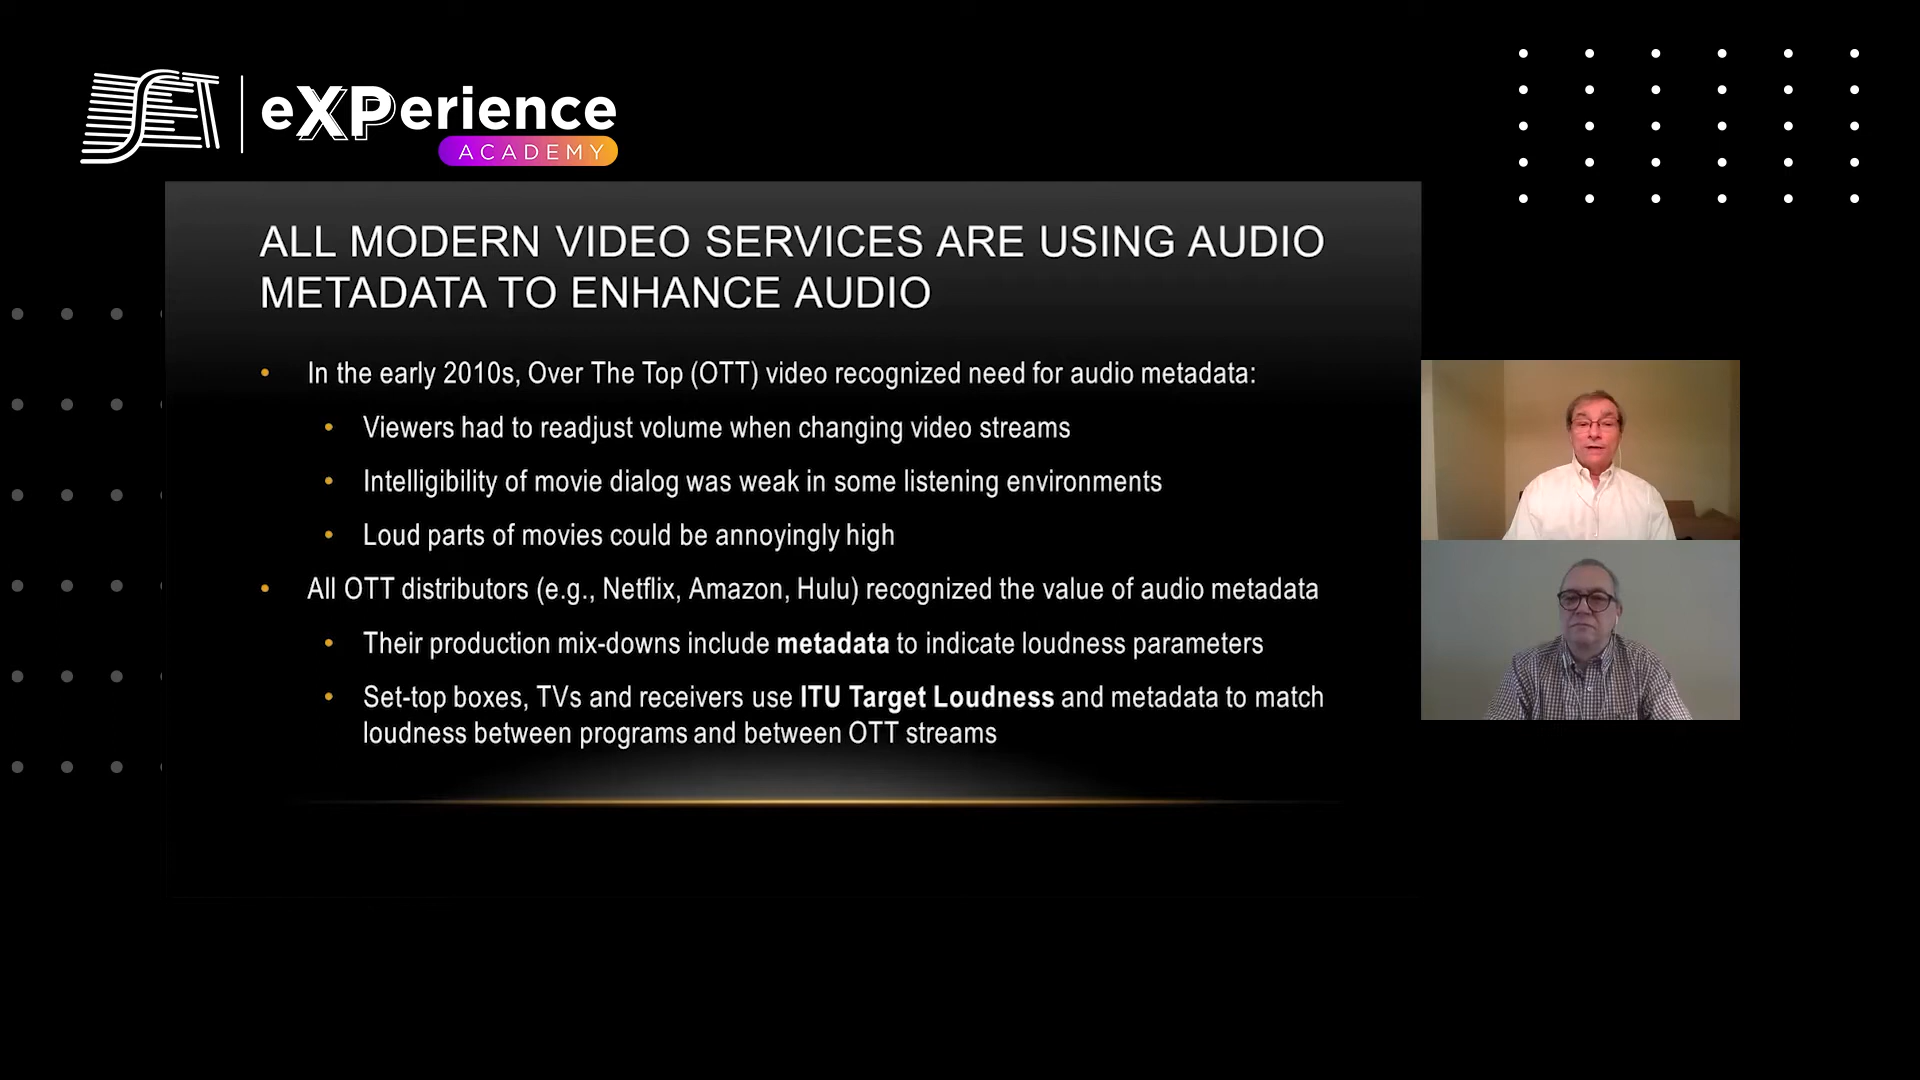 SET
eXPerience
ACADEMY
ALL MODERN VIDEO SERVICES ARE USING AUDIO
METADATA TO ENHANCE AUDIO
• In the early 2010s, Over The Top (OTT) video recognized need for audio metadata:
• Viewers had to readjust volume when changing video streams
• Intelligibility of movie dialog was weak in some listening environments
• Loud parts of movies could be annoyingly high
• All OTT distributors (e.g., Netflix, Amazon, Hulu) recognized the value of audio metadata
• Their production mix-downs include metadata to indicate loudness parameters
• Set-top boxes, TVs and receivers use ITU Target Loudness and metadata to match
loudness between programs and between OTT streams